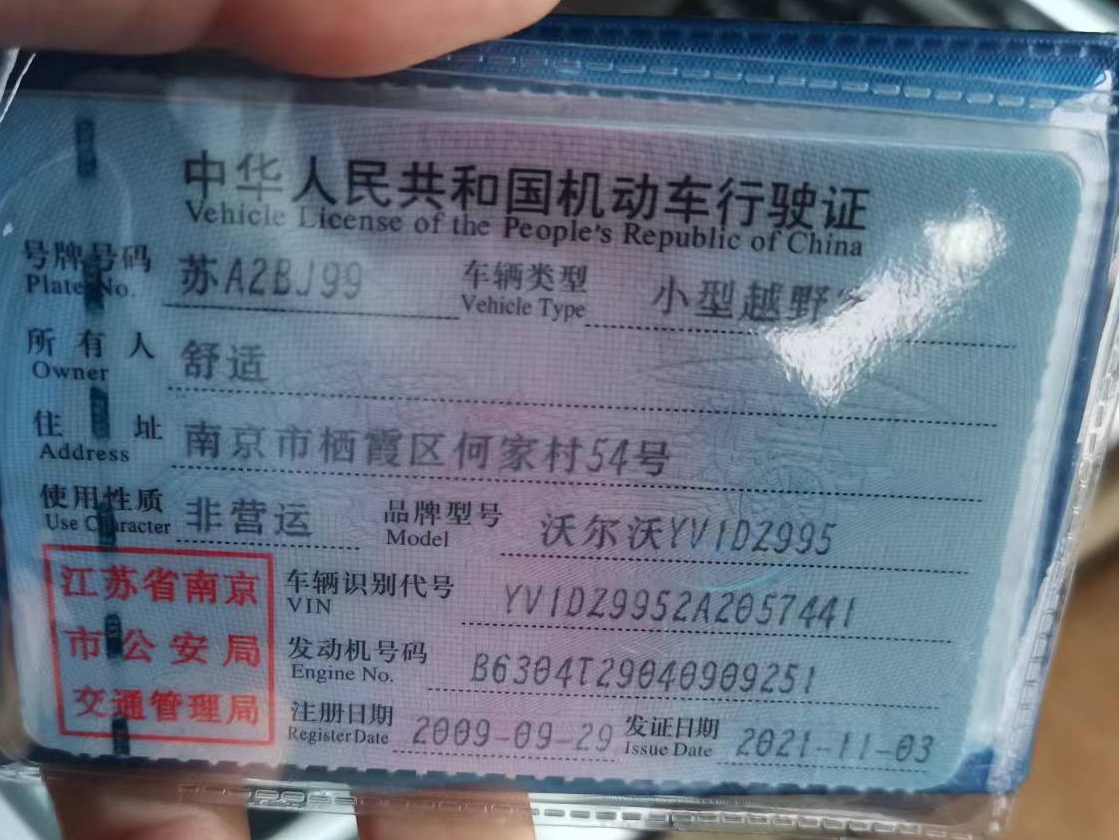 中华人民共和国机动车行驶证
Vehicle License of the People's Republic of China
号牌号码 苏A2BJ99 车辆类型 小型越野
Plate No. Vehicle Type
所有人 舒适
Owner
住址 南京市栖霞区何家村54号
Address
使用性质 非营运 品牌型号 沃尔沃YV1DZ995
Use Character Model
江苏省南京
市公安局
交通管理局
车辆识别代号 YV1DZ9952A2057441
VIN
发动机号码 B6304T29040909251
Engine No.
注册日期 2009-09-29 发证日期 2021-11-03
Register Date Issue Date